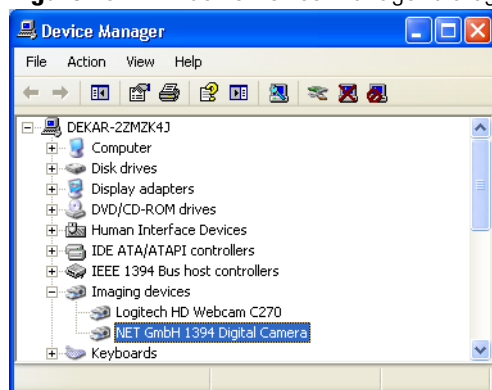 Device Manager
File Action View Help
DEKAR-2ZMZK4J
Computer
Disk drives
Display adapters
DVD/CD-ROM drives
Human Interface Devices
IDE ATA/ATAPI controllers
IEEE 1394 Bus host controllers
Imaging devices
Logitech HD Webcam C270
NET GmbH 1394 Digital Camera
Keyboards